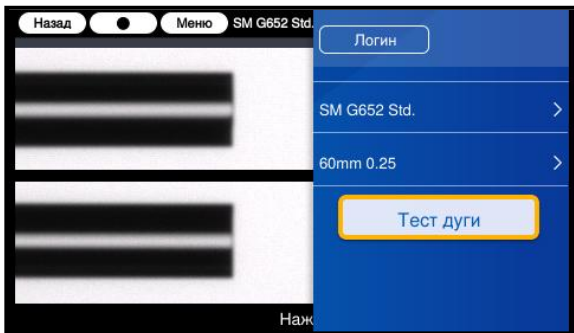 Назад Меню SM G652 Std.
Логин
SM G652 Std.
60mm 0.25
Тест дуги
Наж